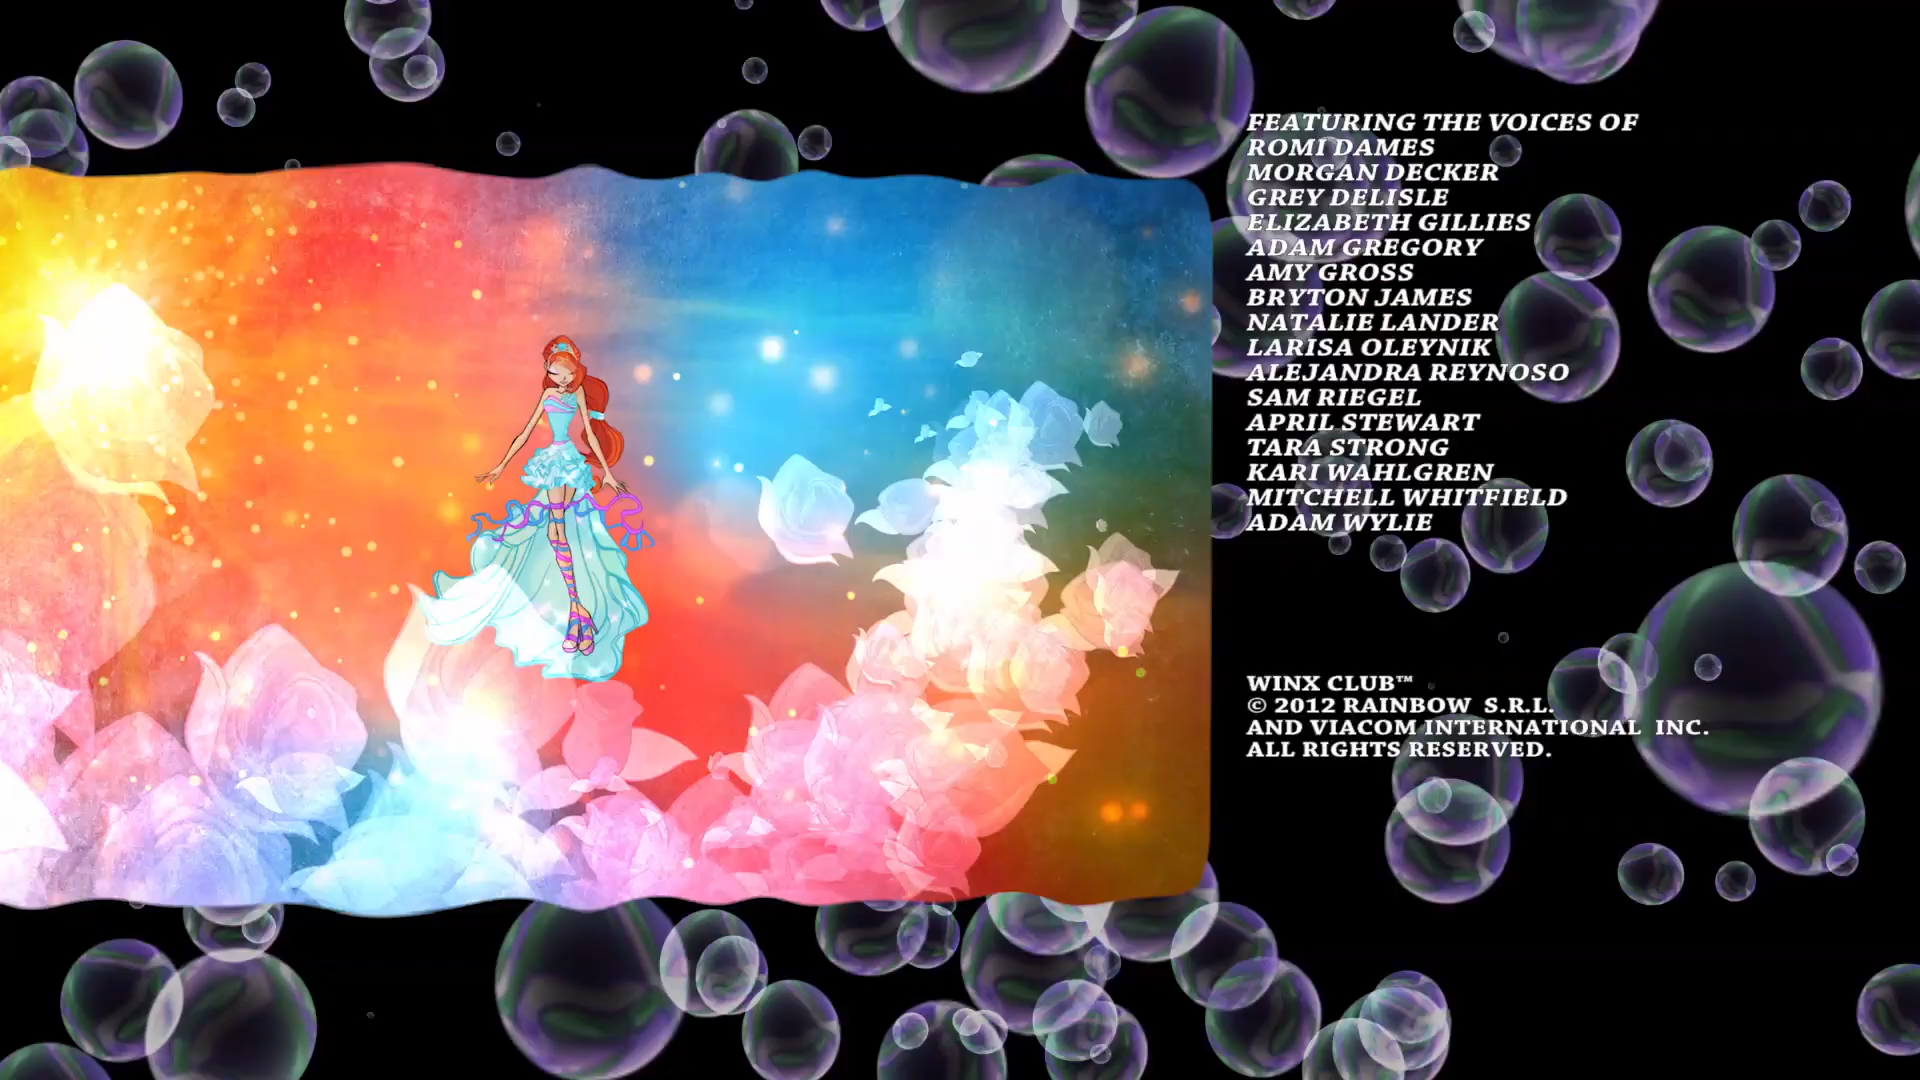 FEATURING THE VOICES OF
ROMI DAMES
MORGAN DECKER
GREY DELISLE
ELIZABETH GILLIES
ADAM GREGORY
AMY GROSS
BRYTON JAMES
NATALIE LANDER
LARISA OLEYNIK
ALEJANDRA REYNOSO
SAM RIEGEL
APRIL STEWART
TARA STRONG
KARI WAHLGREN
MITCHELL WHITFIELD
ADAM WYLIE
WINX CLUB™
© 2012 RAINBOW S.R.L.
AND VIACOM INTERNATIONAL INC.
ALL RIGHTS RESERVED.